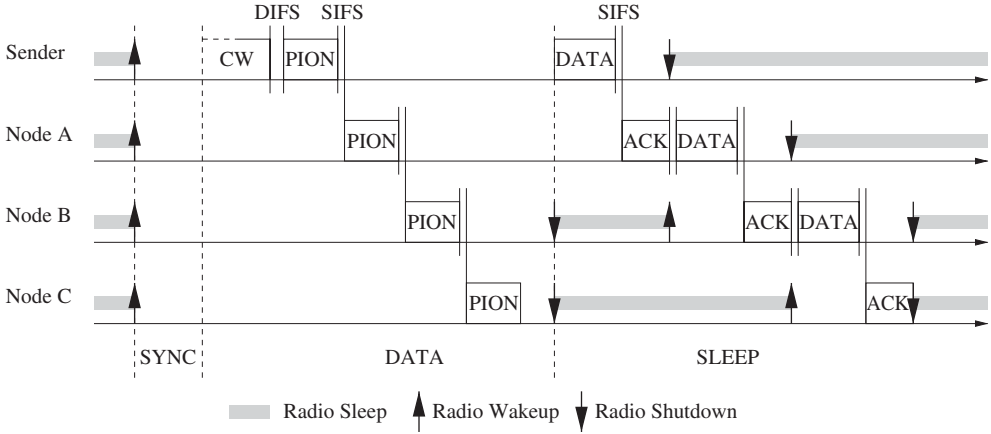 DIFS SIFS SIFS
Sender CW PION DATA
Node A PION ACK DATA
Node B PION ACK DATA
Node C PION ACK
SYNC DATA SLEEP
Radio Sleep Radio Wakeup Radio Shutdown